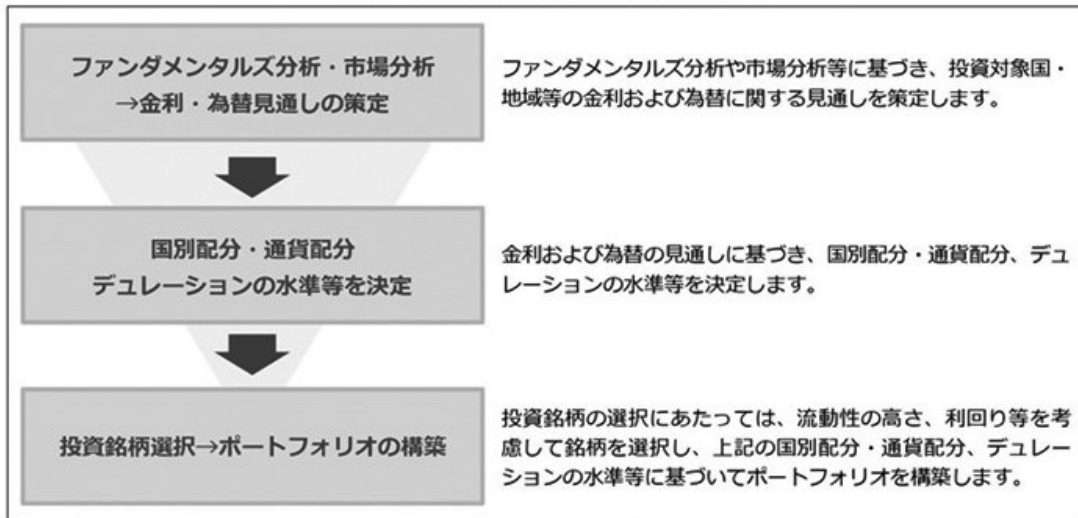 ファンダメンタルズ分析・市場分析
→金利・為替見通しの策定
ファンダメンタルズ分析や市場分析等に基づき、投資対象国・
地域等の金利および為替に関する見通しを策定します。
国別配分・通貨配分
デュレーションの水準等を決定
金利および為替の見通しに基づき、国別配分・通貨配分、デュ
レーションの水準等を決定します。
投資銘柄選択→ポートフォリオの構築
投資銘柄の選択にあたっては、流動性の高さ、利回り等を考
慮して銘柄を選択し、上記の国別配分・通貨配分、デュレー
ションの水準等に基づいてポートフォリオを構築します。